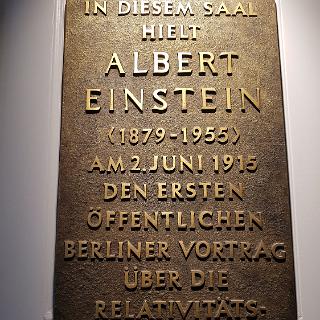 IN DIESEM SAAL
HIELT
ALBERT
EINSTEIN
<1879-1955>
AM 2. JUNI 1915
DEN ERSTEN
ÖFFENTLICHEN
BERLINER VORTRAG
ÜBER DIE
RELATIVITÄTS-